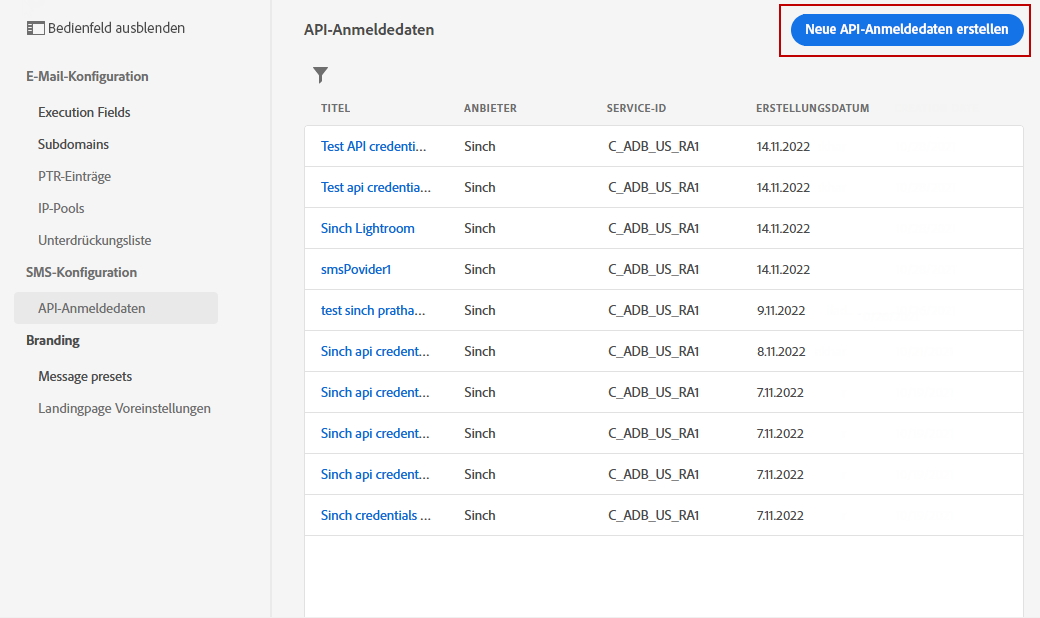 Bedienfeld ausblenden
E-Mail-Konfiguration
Execution Fields
Subdomains
PTR-Einträge
IP-Pools
Unterdrückungsliste
SMS-Konfiguration
API-Anmeldedaten
Branding
Message presets
Landingpage Voreinstellungen
API-Anmeldedaten
Neue API-Anmeldedaten erstellen
TITEL ANBIETER SERVICE-ID ERSTELLUNGSDATUM
Test API credenti... Sinch C_ADB_US_RA1 14.11.2022
Test api credentia... Sinch C_ADB_US_RA1 14.11.2022
Sinch Lightroom Sinch C_ADB_US_RA1 14.11.2022
smsPovider1 Sinch C_ADB_US_RA1 14.11.2022
test sinch pratha... Sinch C_ADB_US_RA1 9.11.2022
Sinch api credent... Sinch C_ADB_US_RA1 8.11.2022
Sinch api credent... Sinch C_ADB_US_RA1 7.11.2022
Sinch api credent... Sinch C_ADB_US_RA1 7.11.2022
Sinch api credent... Sinch C_ADB_US_RA1 7.11.2022
Sinch credentials ... Sinch C_ADB_US_RA1 7.11.2022